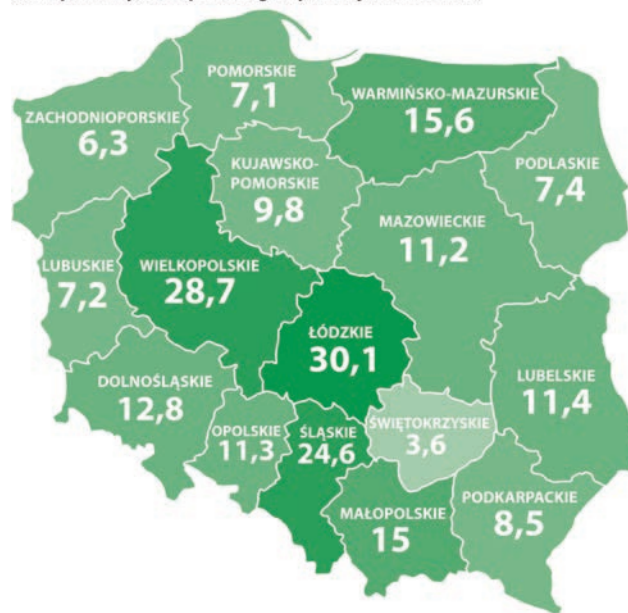 POMORSKIE
7,1
WARMIŃSKO-MAZURSKIE
15,6
ZACHODNIOPORSKIE
6,3
KUJAWSKO-
POMORSKIE
9,8
PODLASKIE
7,4
MAZOWIECKIE
11,2
LUBUSKIE
7,2
WIELKOPOLSKIE
28,7
ŁÓDZKIE
30,1
DOLNOŚLĄSKIE
12,8
OPOLSKIE
11,3
ŚLĄSKIE
24,6
ŚWIĘTOKRZYSKIE
3,6
LUBELSKIE
11,4
MAŁOPOLSKIE
15
PODKARPACKIE
8,5